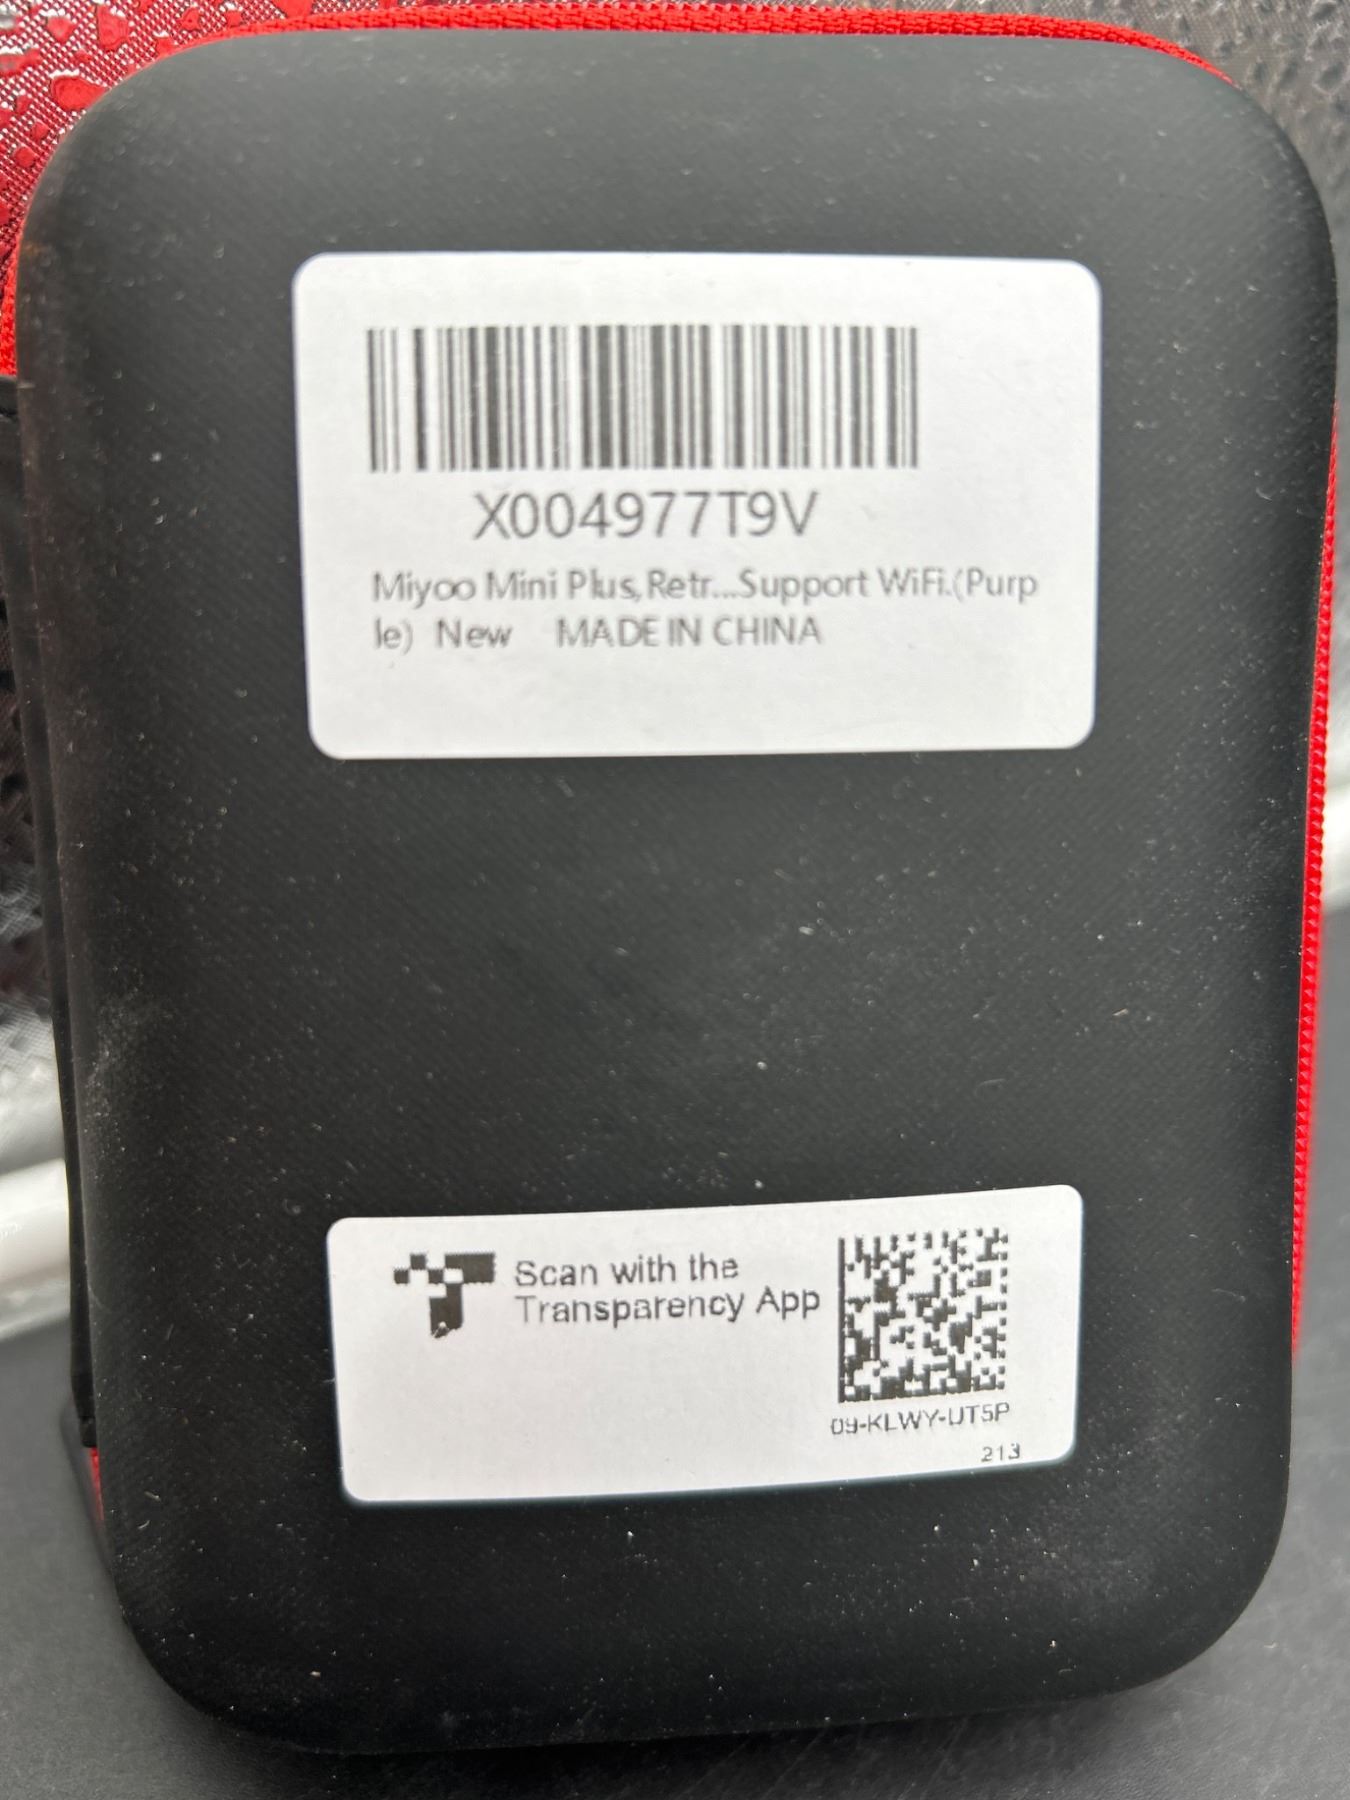 X004977T9V
Miyoo Mini Plus,Retr...Support WiFi.(Purp
le) New MADE IN CHINA
Scan with the
Transparency App
09-KLWY-UT5P
213